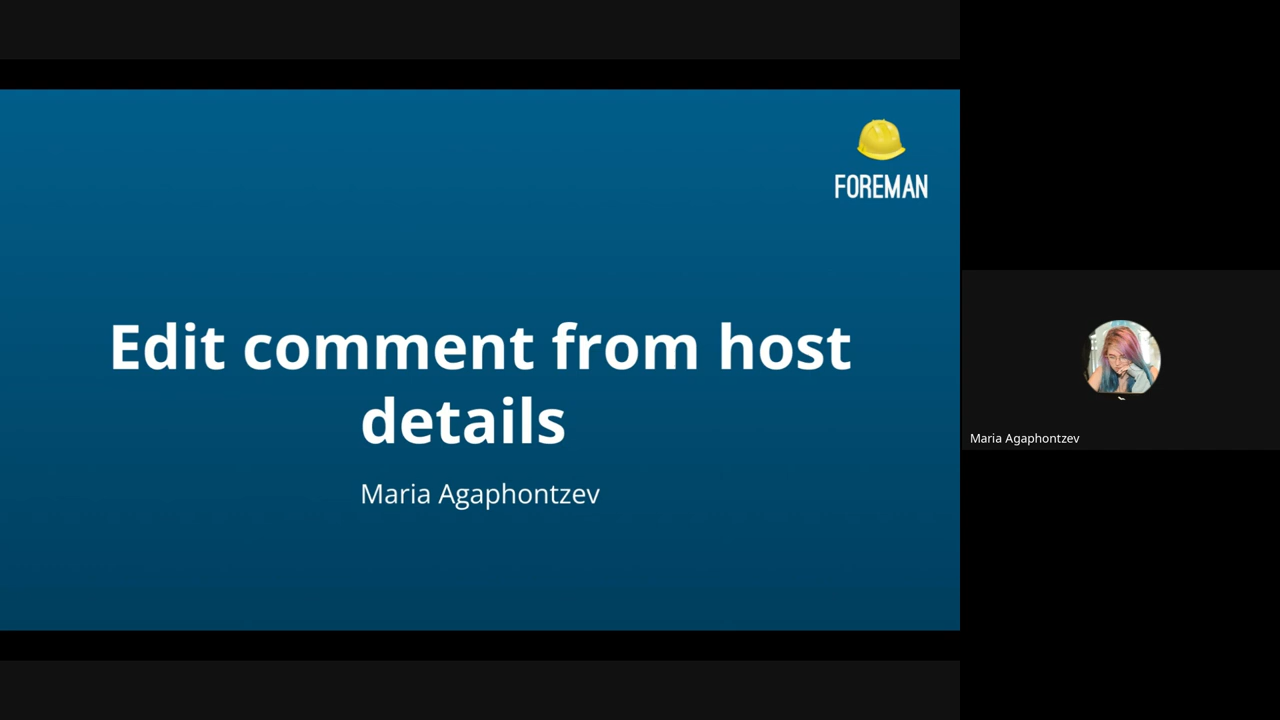 FOREMAN
Edit comment from host
details
Maria Agaphontzev
Maria Agaphontzev